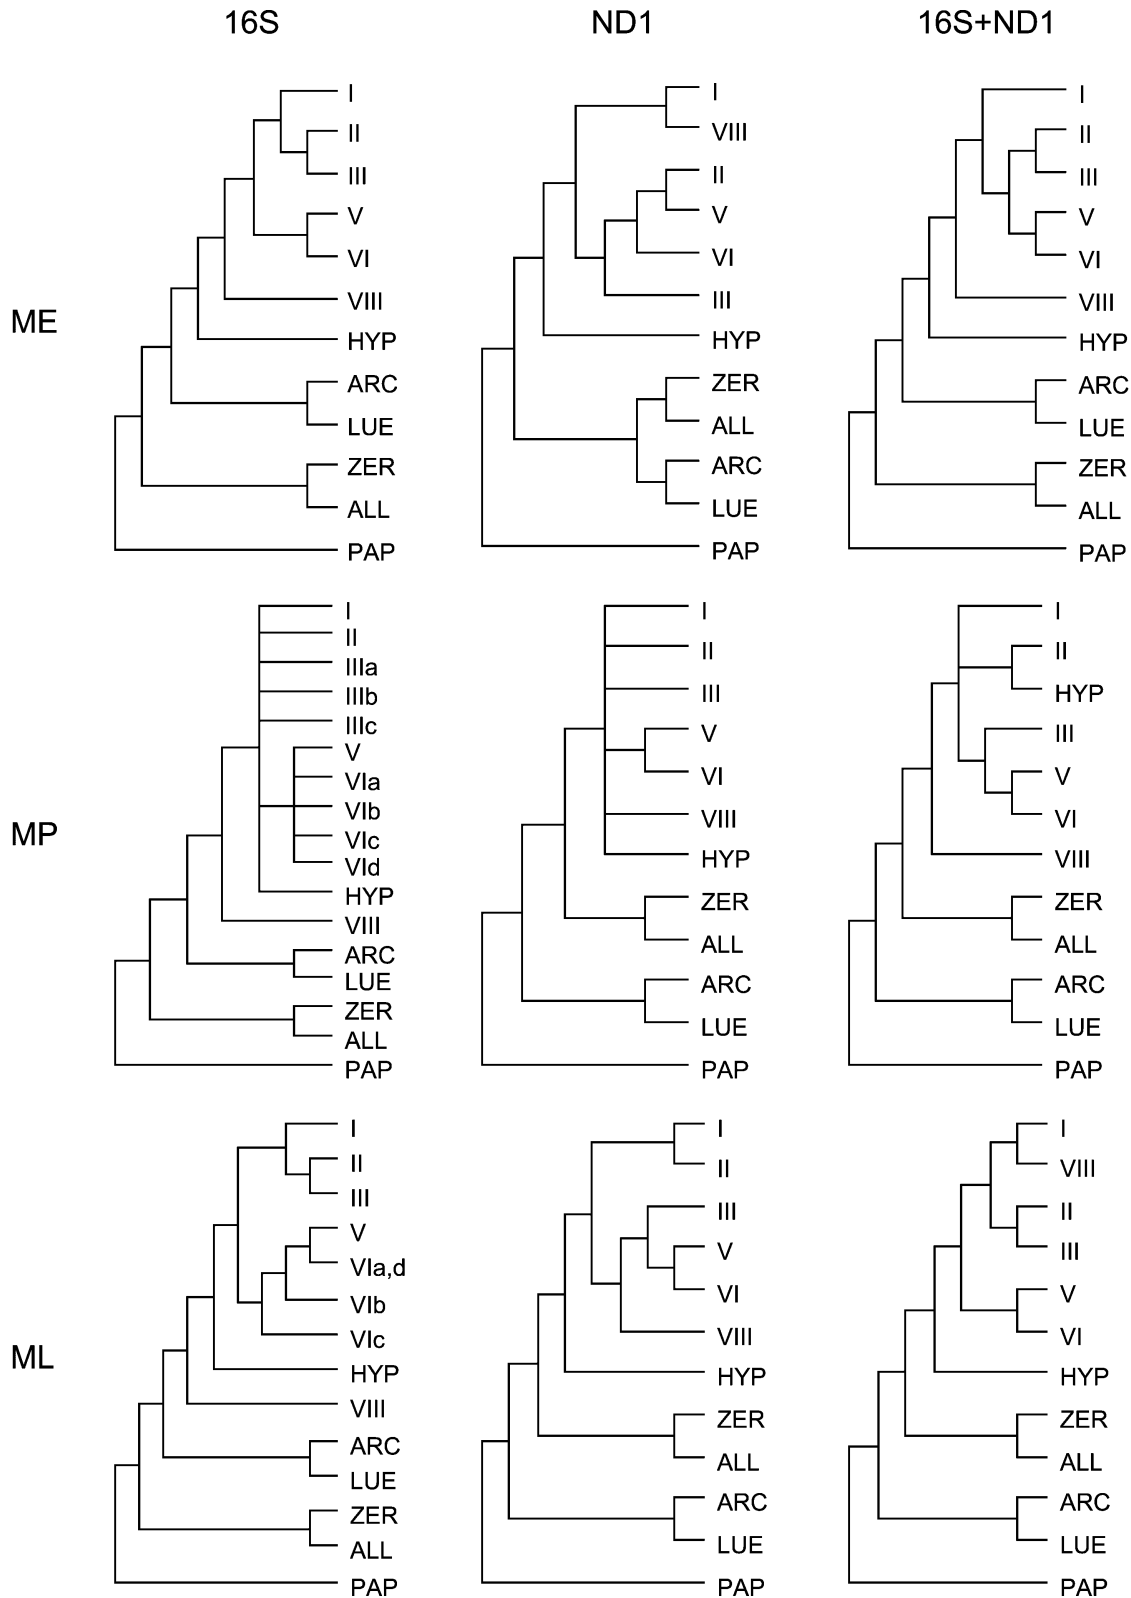 16S ND1 16S+ND1
ME
I
II
III
V
VI
VIII
HYP
ARC
LUE
ZER
ALL
PAP
I
VIII
II
V
VI
III
HYP
ZER
ALL
ARC
LUE
PAP
I
II
III
V
VI
VIII
HYP
ARC
LUE
ZER
ALL
PAP
MP
I
II
IIIa
IIIb
IIIc
V
VIa
VIb
VIc
VId
HYP
VIII
ARC
LUE
ZER
ALL
PAP
I
II
III
V
VI
VIII
HYP
ZER
ALL
ARC
LUE
PAP
I
II
HYP
III
V
VI
VIII
ZER
ALL
ARC
LUE
PAP
ML
I
II
III
V
VIa,d
VIb
VIc
HYP
VIII
ARC
LUE
ZER
ALL
PAP
I
II
III
V
VI
VIII
HYP
ZER
ALL
ARC
LUE
PAP
I
VIII
II
III
V
VI
HYP
ZER
ALL
ARC
LUE
PAP